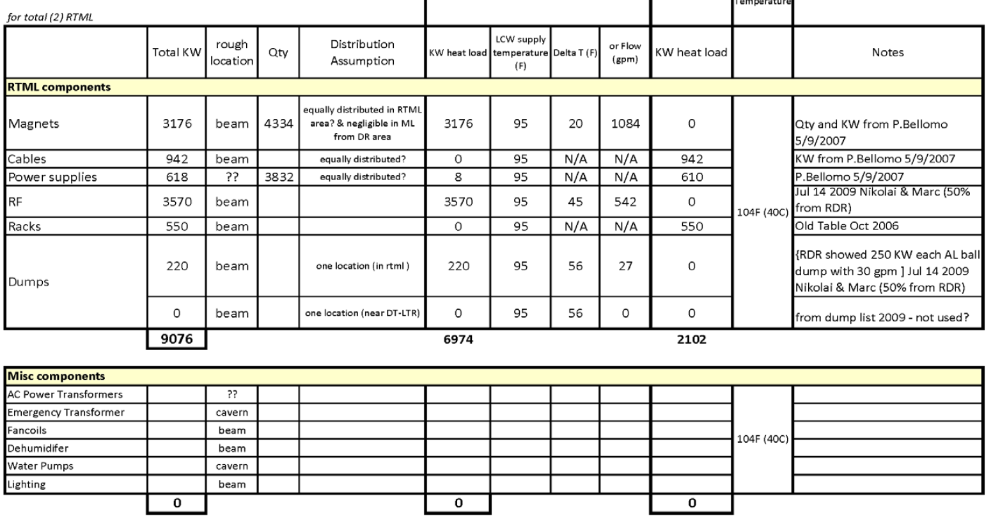 Temperature
for total (2) RTML
Total KW
rough
location
Qty
Distribution
Assumption
KW heat load
LCW supply
temperature
(F)
Delta T (F)
or Flow
(gpm)
KW heat load
Notes
RTML components
Magnets
3176
beam
4334
equally distributed in RTML
area? & negligible in ML
from DR area
3176
95
20
1084
0
Qty and KW from P.Bellomo
5/9/2007
Cables
942
beam
equally distributed?
0
95
N/A
N/A
942
KW from P.Bellomo 5/9/2007
Power supplies
618
??
3832
equally distributed?
8
95
N/A
N/A
610
P.Bellomo 5/9/2007
RF
3570
beam
3570
95
45
542
0
Jul 14 2009 Nikolai & Marc (50%
from RDR)
104F (40C)
Racks
550
beam
0
95
N/A
N/A
550
Old Table Oct 2006
Dumps
220
beam
one location (in rtml )
220
95
56
27
0
{RDR showed 250 KW each AL ball
dump with 30 gpm ] Jul 14 2009
Nikolai & Marc (50% from RDR)
0
beam
one location (near DT-LTR)
0
95
56
0
0
from dump list 2009 - not used?
9076
6974
2102
Misc components
AC Power Transformers
??
Emergency Transformer
cavern
Fancoils
beam
104F (40C)
Dehumidifer
beam
Water Pumps
cavern
Lighting
beam
0
0
0